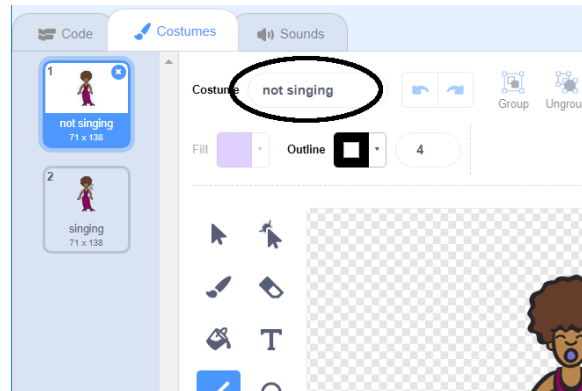 Code
Costumes
Sounds
1
not singing
71 x 138
2
singing
71 x 138
Costume
not singing
Group
Ungrou
Fill
Outline
4
T